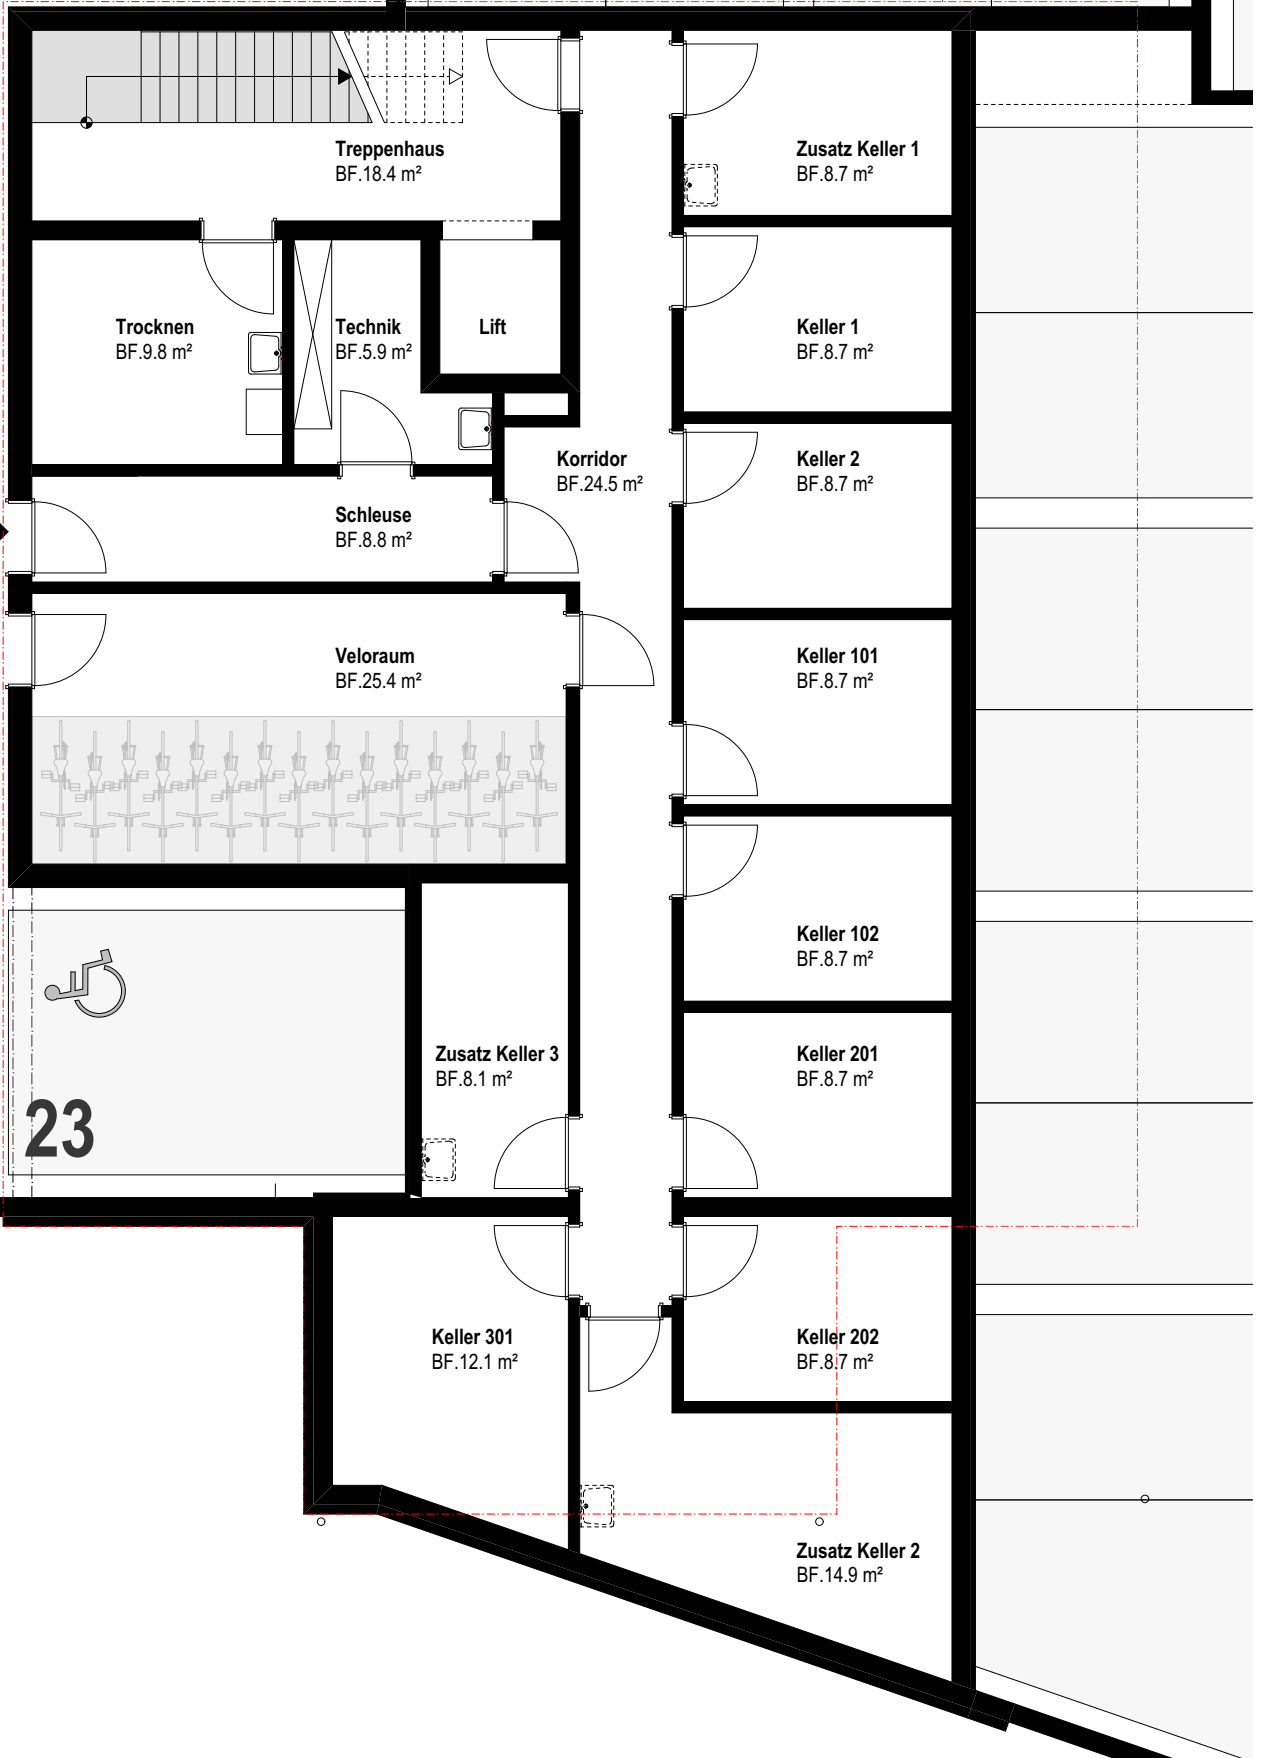 Treppenhaus
BF.18.4 m²
Zusatz Keller 1
BF.8.7 m²
Trocknen
BF.9.8 m²
Technik
BF.5.9 m²
Lift
Keller 1
BF.8.7 m²
Korridor
BF.24.5 m²
Keller 2
BF.8.7 m²
Schleuse
BF.8.8 m²
Veloraum
BF.25.4 m²
Keller 101
BF.8.7 m²
Keller 102
BF.8.7 m²
Zusatz Keller 3
BF.8.1 m²
Keller 201
BF.8.7 m²
23
Keller 301
BF.12.1 m²
Keller 202
BF.8.7 m²
Zusatz Keller 2
BF.14.9 m²